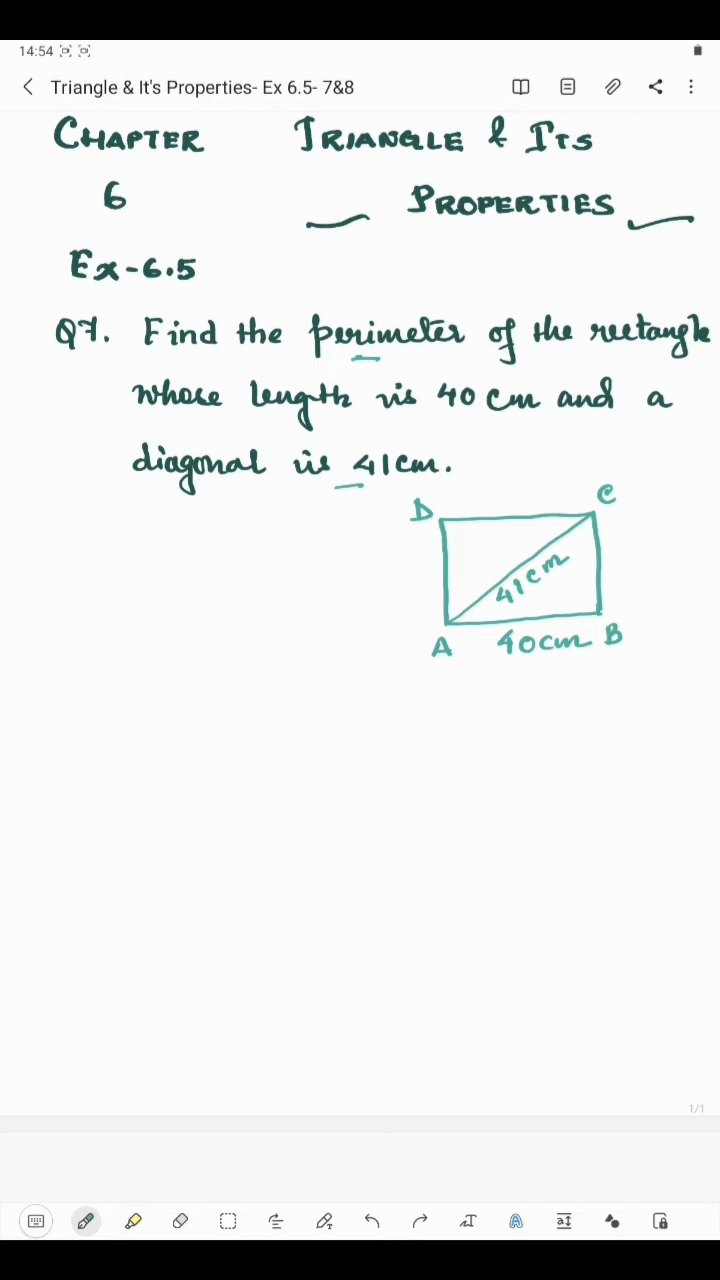 14:54
Triangle & It's Properties- Ex 6.5- 7&8
CHAPTER TRIANGLE & ITS
6 PROPERTIES
Ex-6.5
Q7. Find the perimeter of the rectangle
whose length is 40 cm and a
diagonal is 41cm.
D C
41cm
A 40cm B
1/1